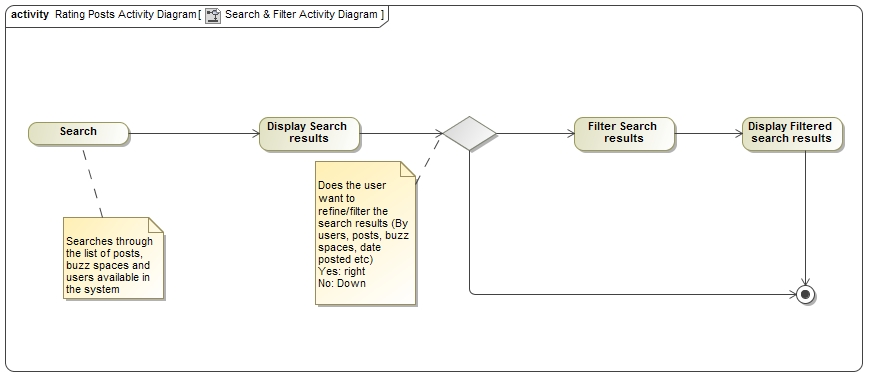 activity Rating Posts Activity Diagram[ Search & Filter Activity Diagram ]
Search
Display Search
results
Filter Search
results
Display Filtered
search results
Searches through
the list of posts,
buzz spaces and
users available in
the system
Does the user
want to
refine/filter the
search results (By
users, posts, buzz
spaces, date
posted etc)
Yes: right
No: Down